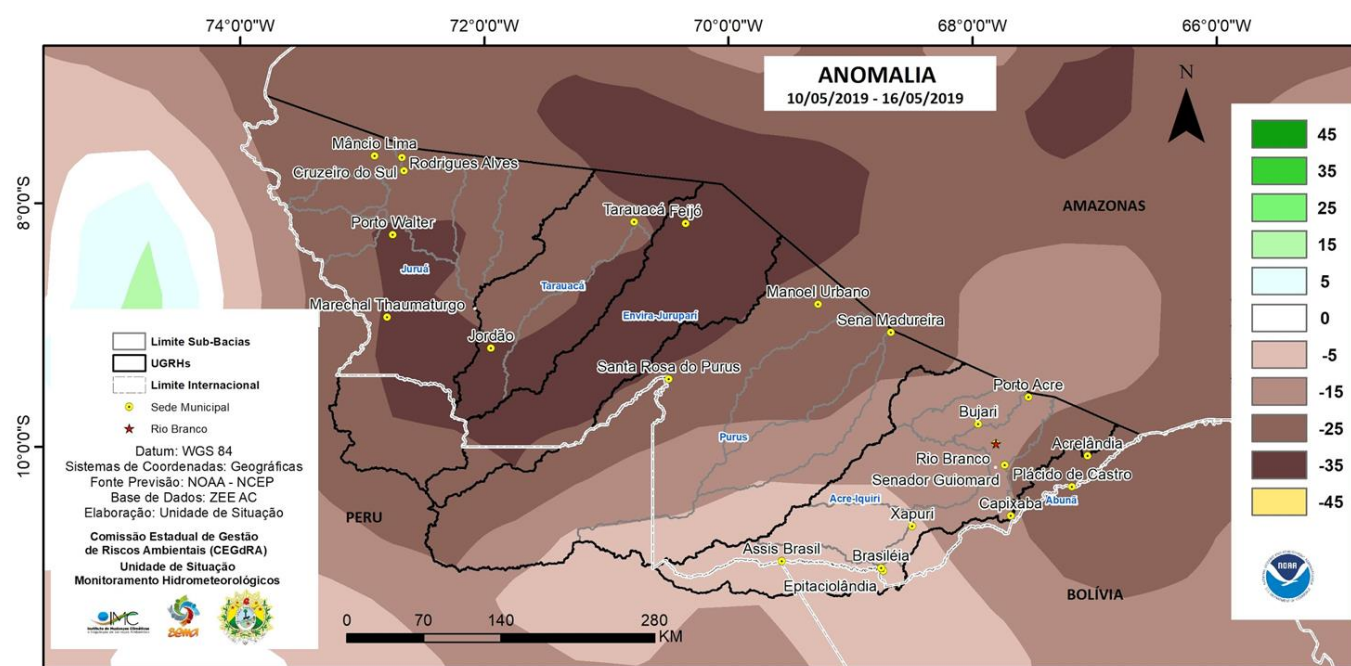 74°0'0"W
72°0'0"W
70°0'0"W
68°0'0"W
66°0'0"W
8°0'0"S
10°0'0"S
ANOMALIA
10/05/2019 - 16/05/2019
N
45
35
25
15
5
0
-5
-15
-25
-35
-45
AMAZONAS
PERU
BOLÍVIA
Mâncio Lima
Rodrigues Alves
Cruzeiro do Sul
Porto Walter
Juruá
Marechal Thaumaturgo
Tarauacá
Feijó
Tarauacá
Jordão
Envira-Jurupari
Manoel Urbano
Sena Madureira
Santa Rosa do Purus
Purus
Porto Acre
Bujari
Rio Branco
Acrelândia
Senador Guiomard
Plácido de Castro
Abunã
Capixaba
Acre-Iquiri
Xapuri
Assis Brasil
Brasiléia
Epitaciolândia
Limite Sub-Bacias
UGRHs
Limite Internacional
Sede Municipal
Rio Branco
Datum: WGS 84
Sistemas de Coordenadas: Geográficas
Fonte Previsão: NOAA - NCEP
Base de Dados: ZEE AC
Elaboração: Unidade de Situação
Comissão Estadual de Gestão
de Riscos Ambientais (CEGdRA)
Unidade de Situação
Monitoramento Hidrometeorológicos
IMC
sema
0
70
140
280
KM
NOAA